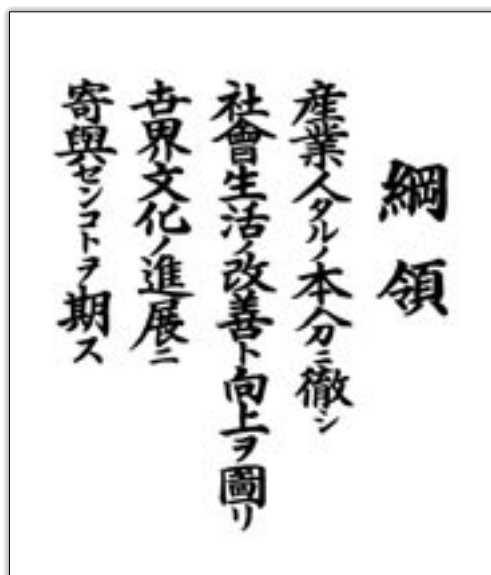 綱領
産業人タルノ本分ニ徹シ
社會生活ノ改善ト向上ヲ圖リ
世界文化ノ進展ニ
寄與センコトヲ期ス